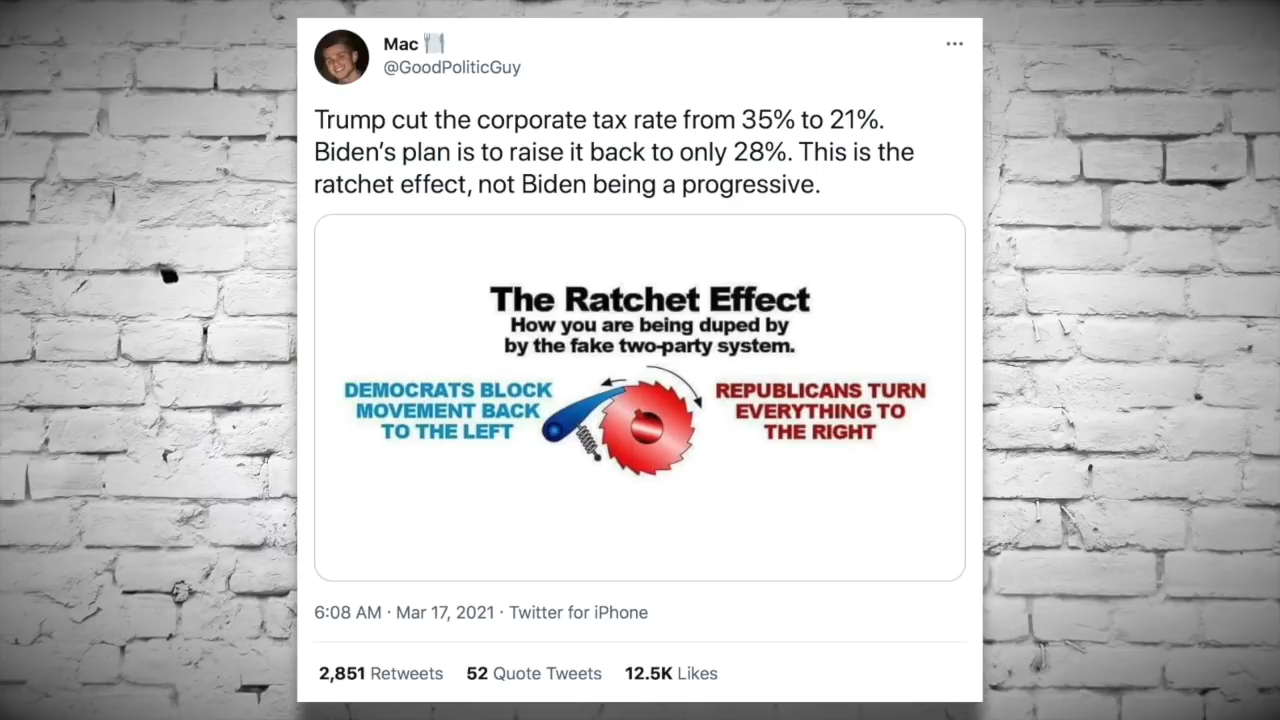 Mac 🍽️
@GoodPoliticGuy
Trump cut the corporate tax rate from 35% to 21%.
Biden’s plan is to raise it back to only 28%. This is the
ratchet effect, not Biden being a progressive.
The Ratchet Effect
How you are being duped by
by the fake two-party system.
DEMOCRATS BLOCK
MOVEMENT BACK
TO THE LEFT
REPUBLICANS TURN
EVERYTHING TO
THE RIGHT
6:08 AM · Mar 17, 2021 · Twitter for iPhone
2,851 Retweets 52 Quote Tweets 12.5K Likes